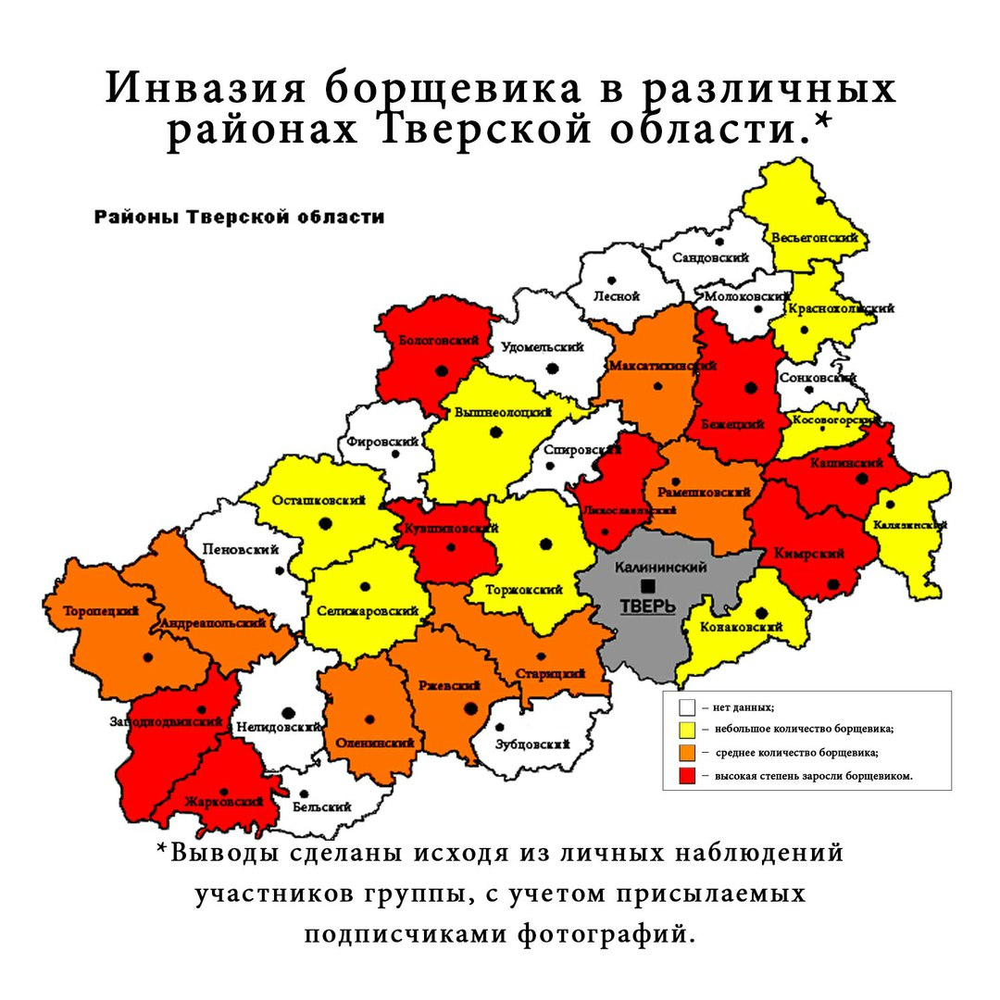 Инвазия борщевика в различных
районах Тверской области.*
Районы Тверской области
Весьегонский
Сандовский
Лесной
Молоковский
Краснохолмский
Бологовский
Удомельский
Максатихинский
Сонковский
Вышнеолоцкий
Бежецкий
Косовогорский
Фировский
Спировский
Кашинский
Осташковский
Рамешковский
Лихославльский
Калязинский
Кувшиновский
Пеновский
Кимрский
Калининский
Торжокский
ТВЕРЬ
Торопецкий
Андреапольский
Селижаровский
Конаковский
Старицкий
Ржевский
Западнодвинский
Нелидовский
Оленинский
Зубцовский
Жарковский
Бельский
– нет данных;
– небольшое количество борщевика;
– среднее количество борщевика;
– высокая степень заросли борщевиком.
*Выводы сделаны исходя из личных наблюдений
участников группы, с учетом присылаемых
подписчиками фотографий.